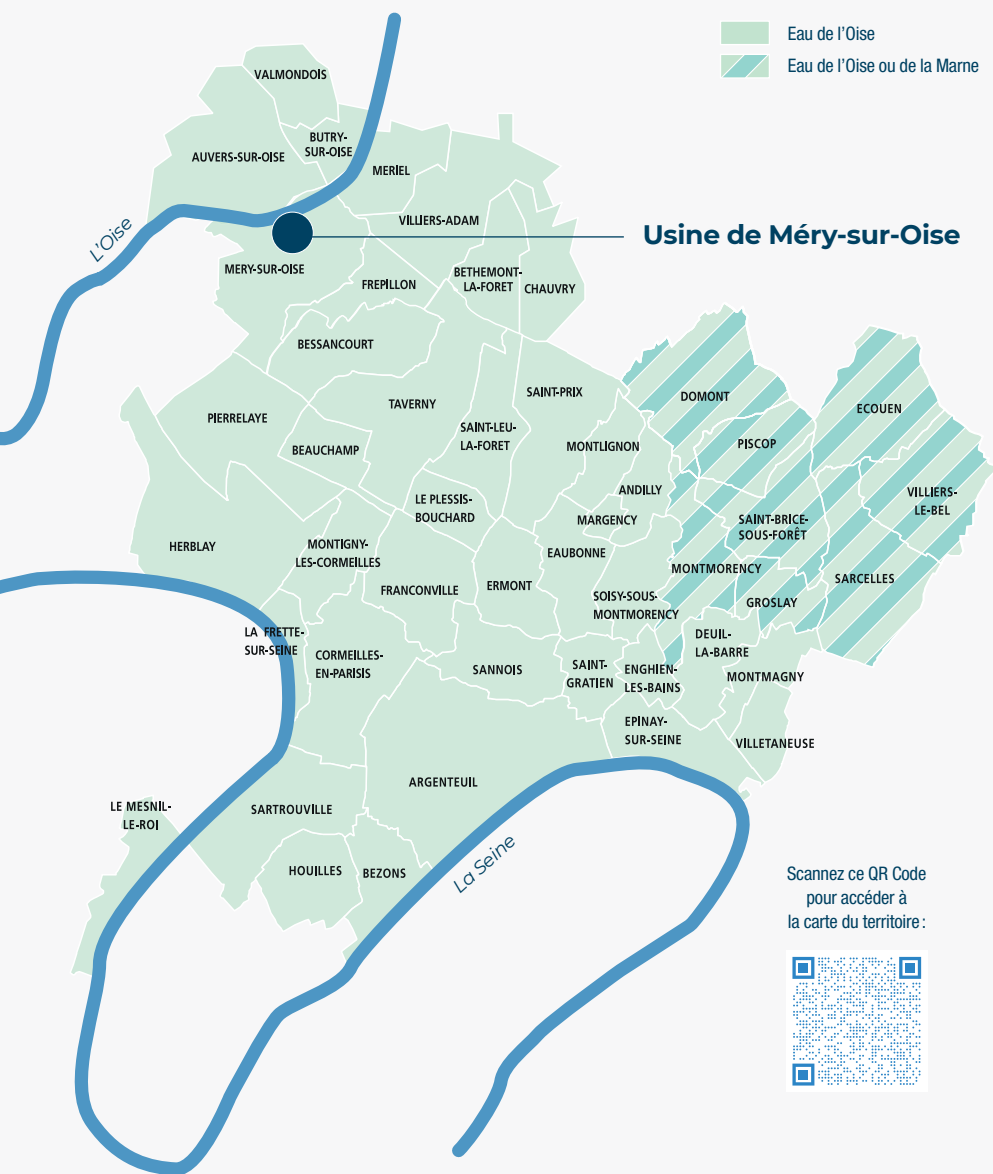 Eau de l'Oise
Eau de l'Oise ou de la Marne
VALMONDOIS
BUTRY-
SUR-OISE
AUVERS-SUR-OISE
MERIEL
VILLIERS-ADAM
L'Oise
Usine de Méry-sur-Oise
MERY-SUR-OISE
FREPILLON
BETHEMONT-
LA-FORET
CHAUVRY
BESSANCOURT
PIERRELAYE
TAVERNY
SAINT-PRIX
DOMONT
ECOUEN
BEAUCHAMP
SAINT-LEU-
LA-FORET
MONTLIGNON
PISCOP
ANDILLY
VILLIERS-
LE-BEL
LE PLESSIS-
BOUCHARD
MARGENCY
SAINT-BRICE-
SOUS-FORÊT
HERBLAY
MONTIGNY-
LES-CORMEILLES
EAUBONNE
MONTMORENCY
SARCELLES
FRANCONVILLE
ERMONT
SOISY-SOUS-
MONTMORENCY
GROSLAY
LA FRETTE-
SUR-SEINE
CORMEILLES-
EN-PARISIS
SANNOIS
SAINT-
GRATIEN
ENGHIEN-
LES-BAINS
DEUIL-
LA-BARRE
MONTMAGNY
EPINAY-
SUR-SEINE
VILLETANEUSE
ARGENTEUIL
LE MESNIL-
LE-ROI
SARTROUVILLE
HOUILLES
BEZONS
La Seine
Scannez ce QR Code
pour accéder à
la carte du territoire :